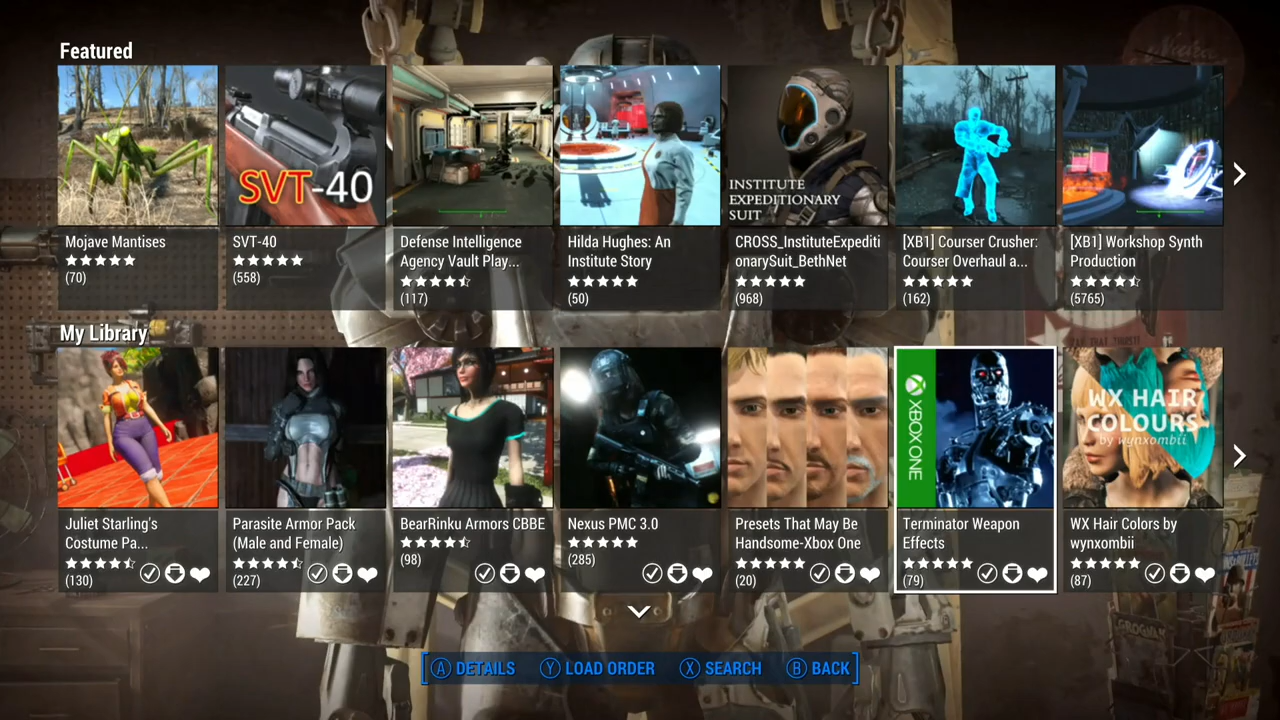 Featured
SVT-40
INSTITUTE
EXPEDITIONARY
SUIT
Mojave Mantises
(70)
SVT-40
(558)
Defense Intelligence
Agency Vault Play...
(117)
Hilda Hughes: An
Institute Story
(50)
CROSS_InstituteExpediti
onarySuit_BethNet
(968)
[XB1] Courser Crusher:
Courser Overhaul a...
(162)
[XB1] Workshop Synth
Production
(5765)
My Library
XBOX ONE
WX HAIR
COLOURS
by wynxombii
Juliet Starling's
Costume Pa...
(130)
Parasite Armor Pack
(Male and Female)
(227)
BearRinku Armors CBBE
(98)
Nexus PMC 3.0
(285)
Presets That May Be
Handsome-Xbox One
(20)
Terminator Weapon
Effects
(79)
WX Hair Colors by
wynxombii
(87)
GROGNAK
A DETAILS Y LOAD ORDER X SEARCH B BACK